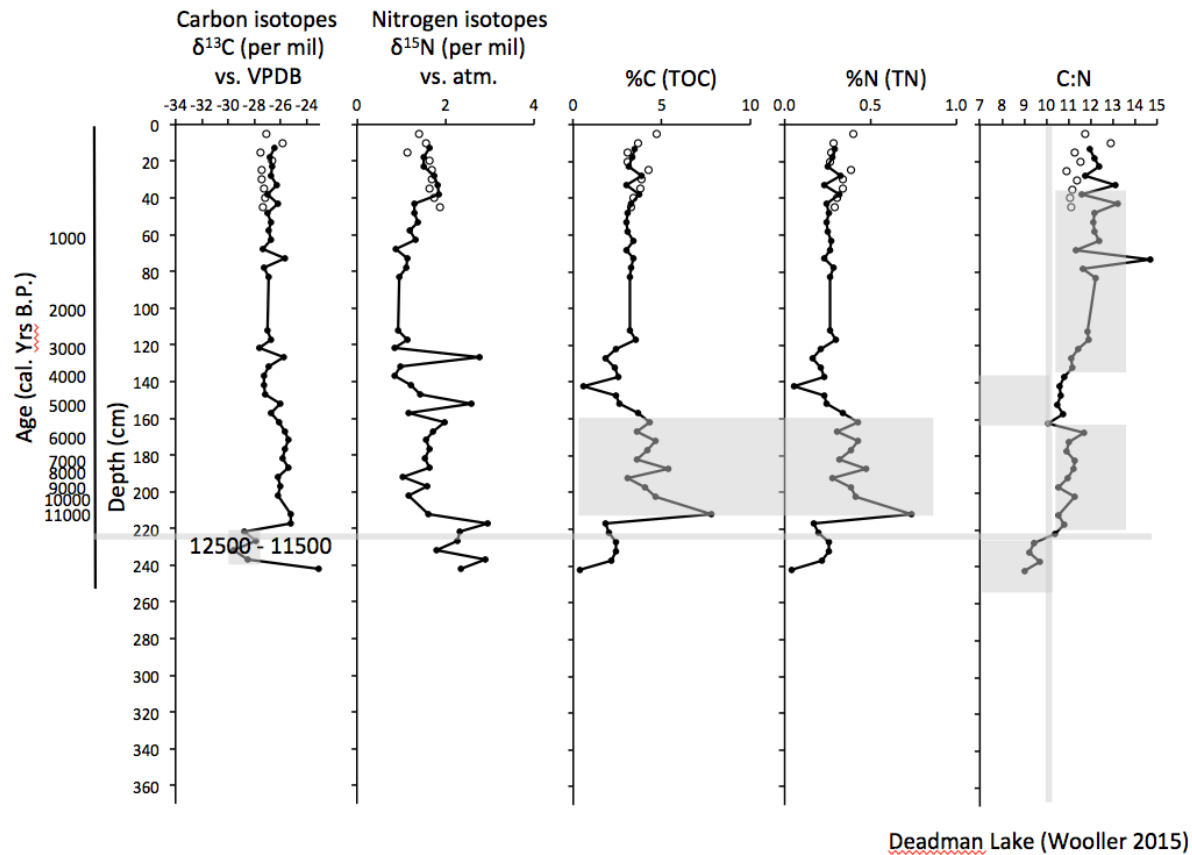 Carbon isotopes
δ¹³C (per mil)
vs. VPDB
Nitrogen isotopes
δ¹⁵N (per mil)
vs. atm.
%C (TOC)
%N (TN)
C:N
-34 -32 -30 -28 -26 -24
0 2 4
0 5 10
0.0 0.5 1.0
7 8 9 10 11 12 13 14 15
Age (cal. Yrs B.P.)
1000
2000
3000
4000
5000
6000
7000
8000
9000
10000
11000
Depth (cm)
0
20
40
60
80
100
120
140
160
180
200
220
240
260
280
300
320
340
360
12500 - 11500
Deadman Lake (Wooller 2015)